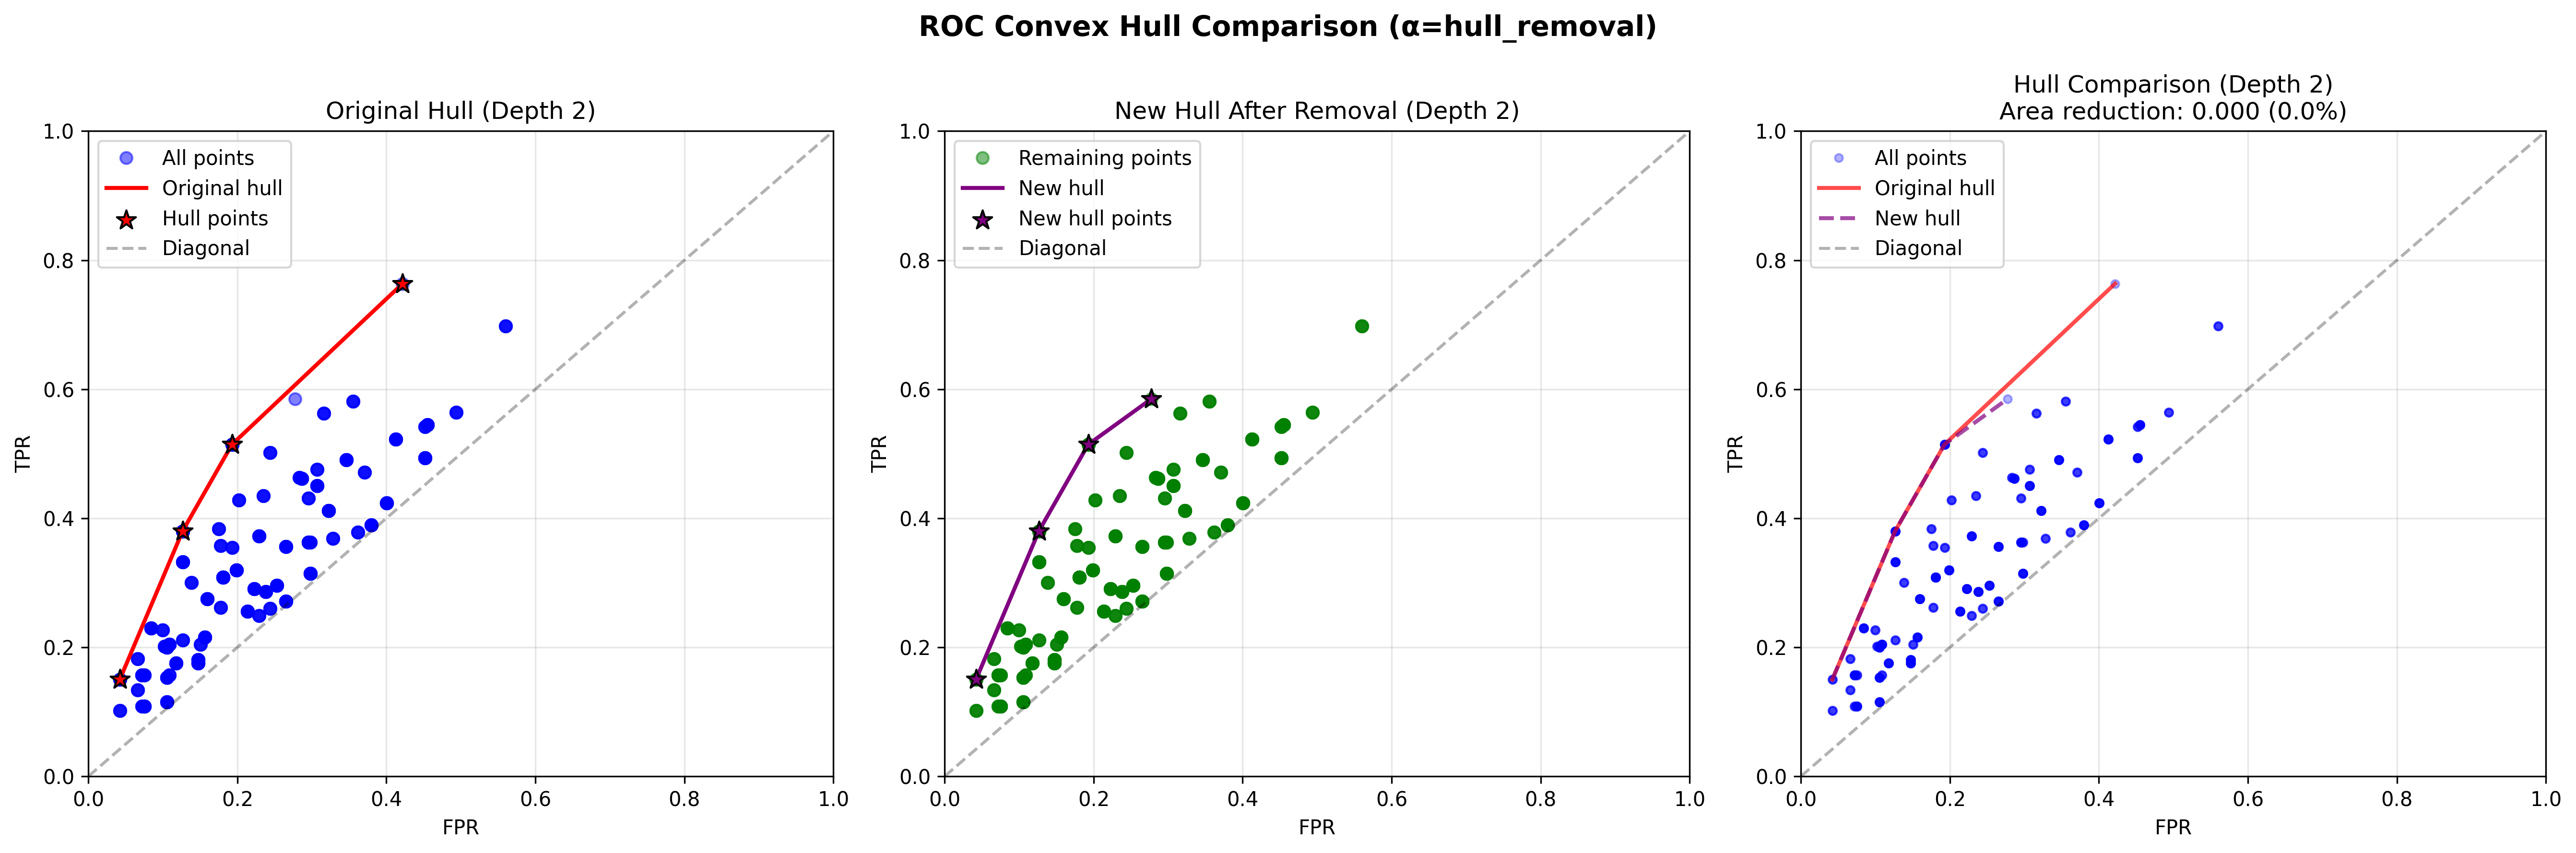 ROC Convex Hull Comparison (α=hull_removal)
Original Hull (Depth 2)
All points
Original hull
Hull points
Diagonal
1.0
0.8
0.6
0.4
0.2
0.0
TPR
0.0 0.2 0.4 0.6 0.8 1.0
FPR
New Hull After Removal (Depth 2)
Remaining points
New hull
New hull points
Diagonal
1.0
0.8
0.6
0.4
0.2
0.0
TPR
0.0 0.2 0.4 0.6 0.8 1.0
FPR
Hull Comparison (Depth 2)
Area reduction: 0.000 (0.0%)
All points
Original hull
New hull
Diagonal
1.0
0.8
0.6
0.4
0.2
0.0
TPR
0.0 0.2 0.4 0.6 0.8 1.0
FPR